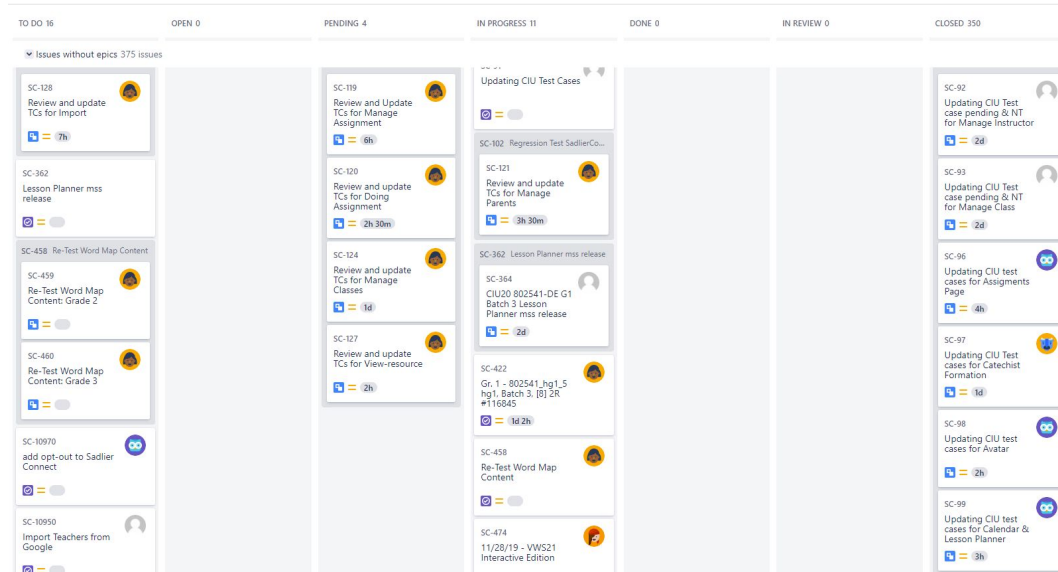 TO DO 16
OPEN 0
PENDING 4
IN PROGRESS 11
DONE 0
IN REVIEW 0
CLOSED 350
Issues without epics 375 issues
SC-128
Review and update
TCs for Import
7h
SC-362
Lesson Planner mss
release
SC-458 Re-Test Word Map Content
SC-459
Re-Test Word Map
Content: Grade 2
SC-460
Re-Test Word Map
Content: Grade 3
SC-10970
add opt-out to Sadlier
Connect
SC-10950
Import Teachers from
Google
SC-119
Review and Update
TCs for Manage
Assignment
6h
SC-120
Review and update
TCs for Doing
Assignment
2h 30m
SC-124
Review and update
TCs for Manage
Classes
1d
SC-127
Review and update
TCs for View-resource
2h
Updating CIU Test Cases
SC-102 Regression Test SadlierCo...
SC-121
Review and update
TCs for Manage
Parents
3h 30m
SC-362 Lesson Planner mss release
SC-364
CIU20 802541-DE G1
Batch 3 Lesson
Planner mss release
2d
SC-422
Gr. 1 - 802541_hg1_5
hg1, Batch 3, [8] 2R
#116845
1d 2h
SC-458
Re-Test Word Map
Content
SC-474
11/28/19 - VWS21
Interactive Edition
SC-92
Updating CIU Test
case pending & NT
for Manage Instructor
2d
SC-93
Updating CIU Test
case pending & NT
for Manage Class
2d
SC-96
Updating CIU test
cases for Assigments
Page
4h
SC-97
Updating CIU Test
cases for Catechist
Formation
1d
SC-98
Updating CIU test
cases for Avatar
2h
SC-99
Updating CIU test
cases for Calendar &
Lesson Planner
3h